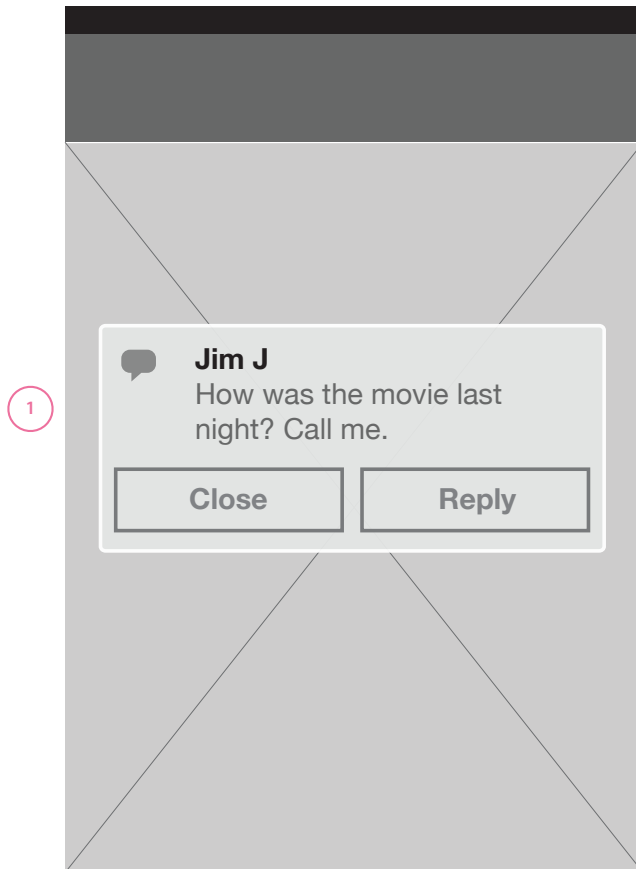 Jim J
How was the movie last
night? Call me.
1
Close
Reply